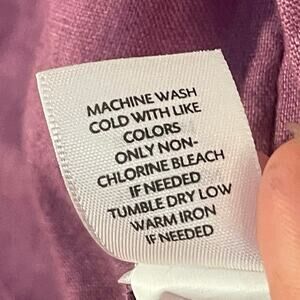 MACHINE WASH
COLD WITH LIKE
COLORS
ONLY NON-
CHLORINE BLEACH
IF NEEDED
TUMBLE DRY LOW
WARM IRON
IF NEEDED